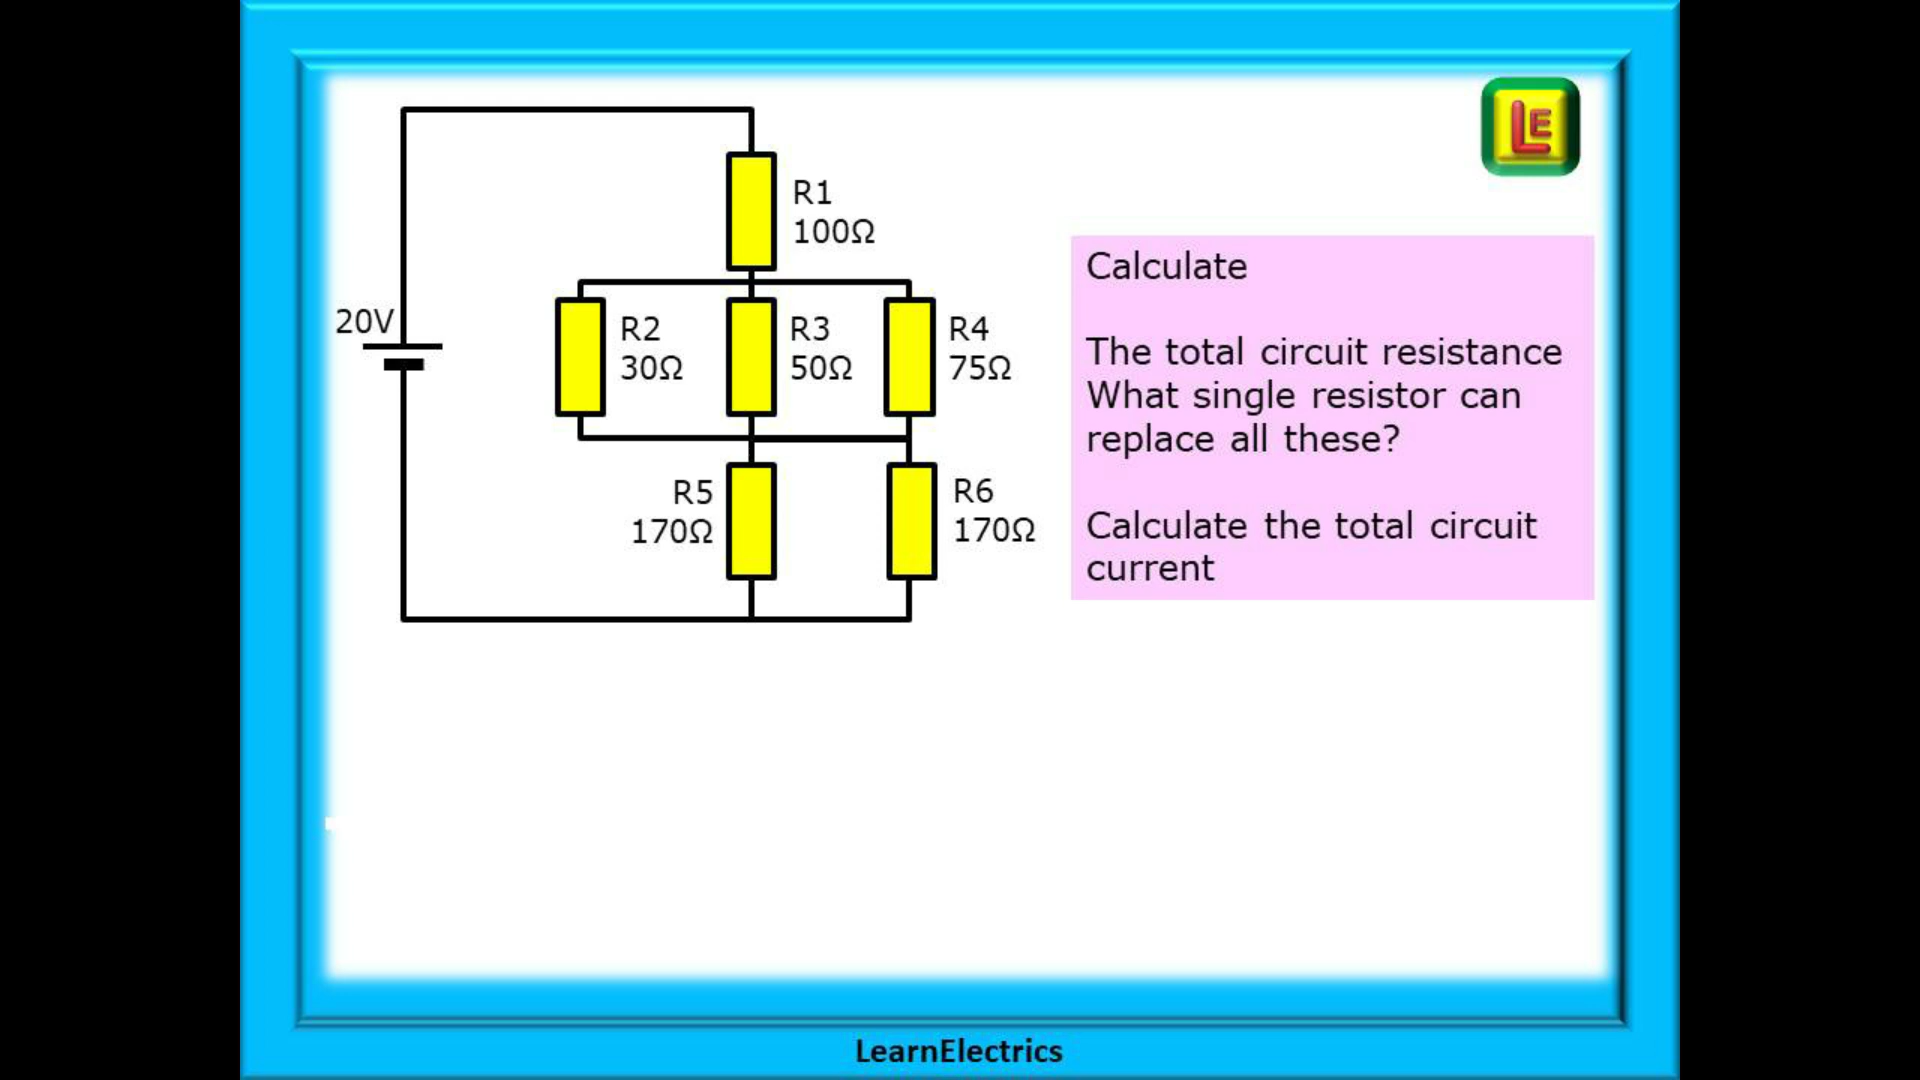 LE
R1
100Ω
20V
R2
30Ω
R3
50Ω
R4
75Ω
R5
170Ω
R6
170Ω
Calculate
The total circuit resistance
What single resistor can
replace all these?
Calculate the total circuit
current
LearnElectrics